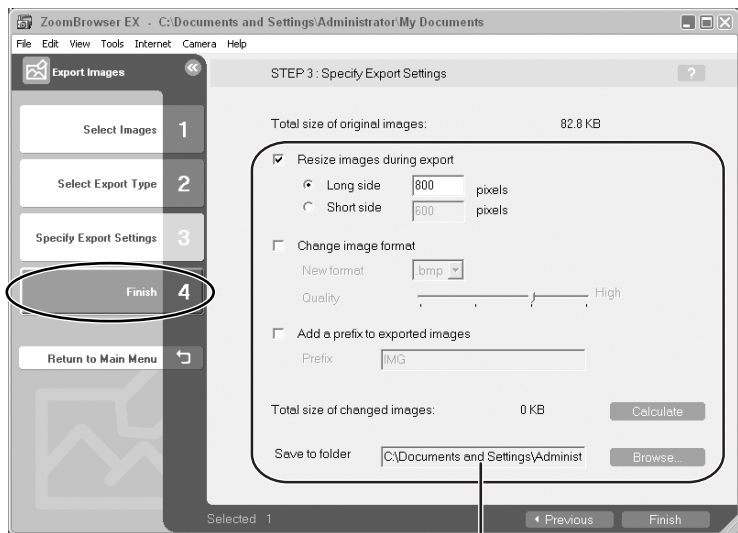 ZoomBrowser EX - C:\Documents and Settings\Administrator\My Documents
File Edit View Tools Internet Camera Help
Export Images
Select Images 1
Select Export Type 2
Specify Export Settings 3
Finish 4
Return to Main Menu
STEP 3 : Specify Export Settings ?
Total size of original images: 82.8 KB
Resize images during export
Long side 800 pixels
Short side 600 pixels
Change image format
New format .bmp
Quality High
Add a prefix to exported images
Prefix IMG
Total size of changed images: 0 KB Calculate
Save to folder C:\Documents and Settings\Administ Browse...
Selected 1 Previous Finish